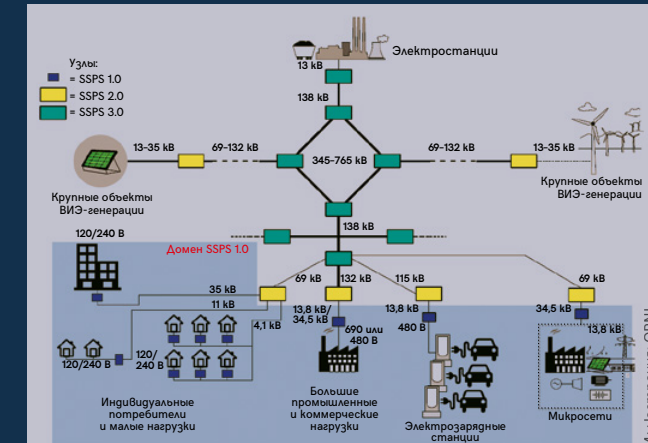 Узлы:
= SSPS 1.0
= SSPS 2.0
= SSPS 3.0
Электростанции
13 kB
138 kB
13-35 kB
69-132 kB
345-765 kB
69-132 kB
13-35 kB
Крупные объекты
ВИЭ-генерации
Крупные объекты
ВИЭ-генерации
138 kB
120/240 В
Домен SSPS 1.0
69 kB
132 kB
115 kB
69 kB
35 kB
11 kB
4,1 kB
13,8 kB/
34,5 kB
13,8 kB
34,5 kB
690 или
480 В
480 В
13,8 kB
120/240 В
120/
240 В
Индивидуальные
потребители
и малые нагрузки
Большие
промышленные
и коммерческие
нагрузки
Электрозарядные
станции
Микросети